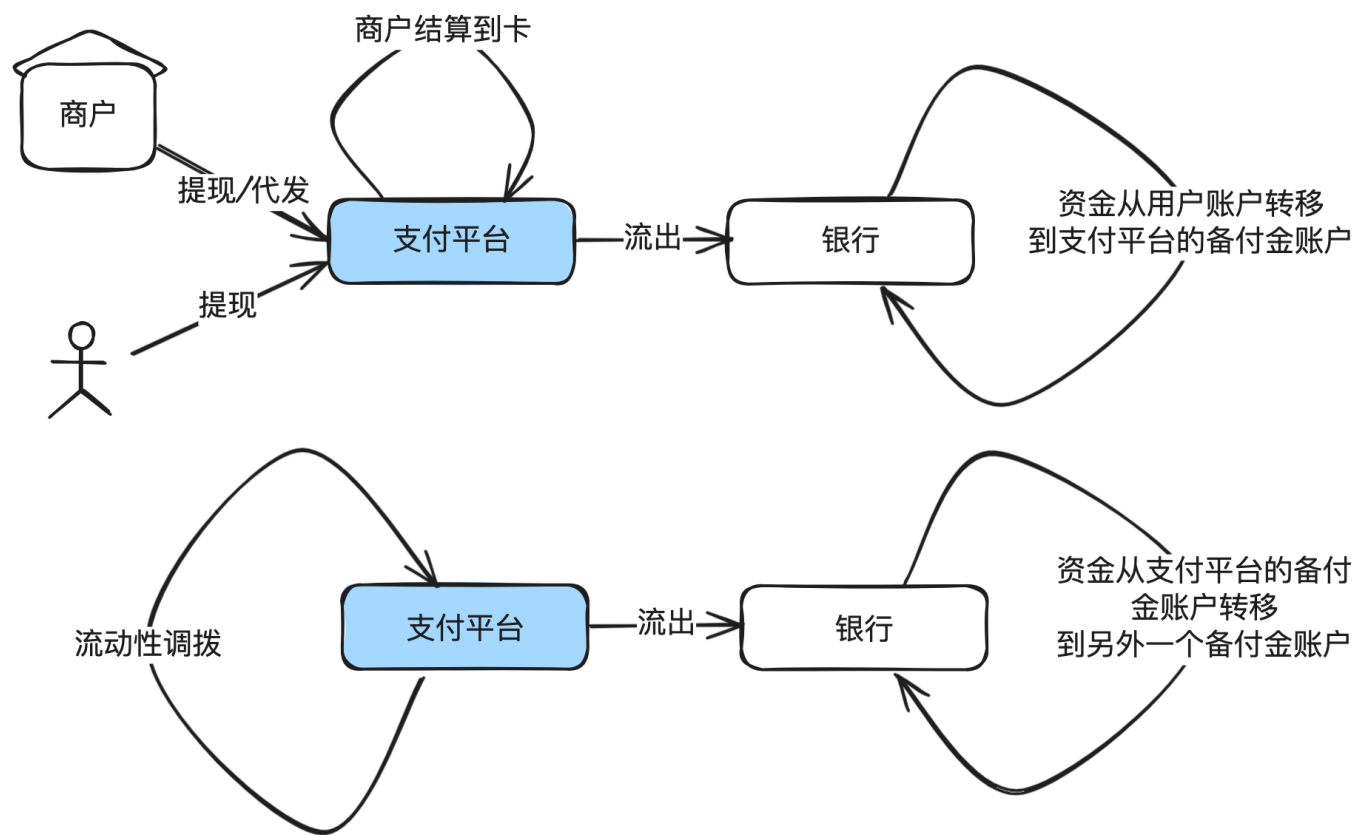 商户结算到卡
商户
提现/代发
支付平台
流出
银行
资金从用户账户转移
到支付平台的备付金账户
提现
流动性调拨
支付平台
流出
银行
资金从支付平台的备付
金账户转移
到另外一个备付金账户